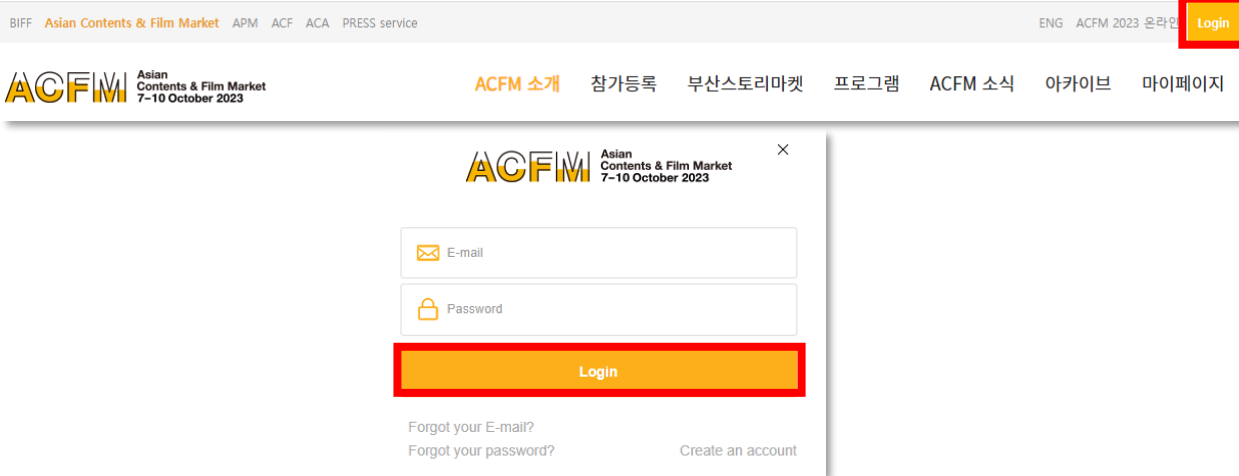 BIFF Asian Contents & Film Market APM ACF ACA PRESS service ENG ACFM 2023 온라인 Login
ACFM Asian
Contents & Film Market
7–10 October 2023
ACFM 소개 참가등록 부산스토리마켓 프로그램 ACFM 소식 아카이브 마이페이지
ACFM Asian
Contents & Film Market
7–10 October 2023
E-mail
Password
Login
Forgot your E-mail?
Forgot your password? Create an account